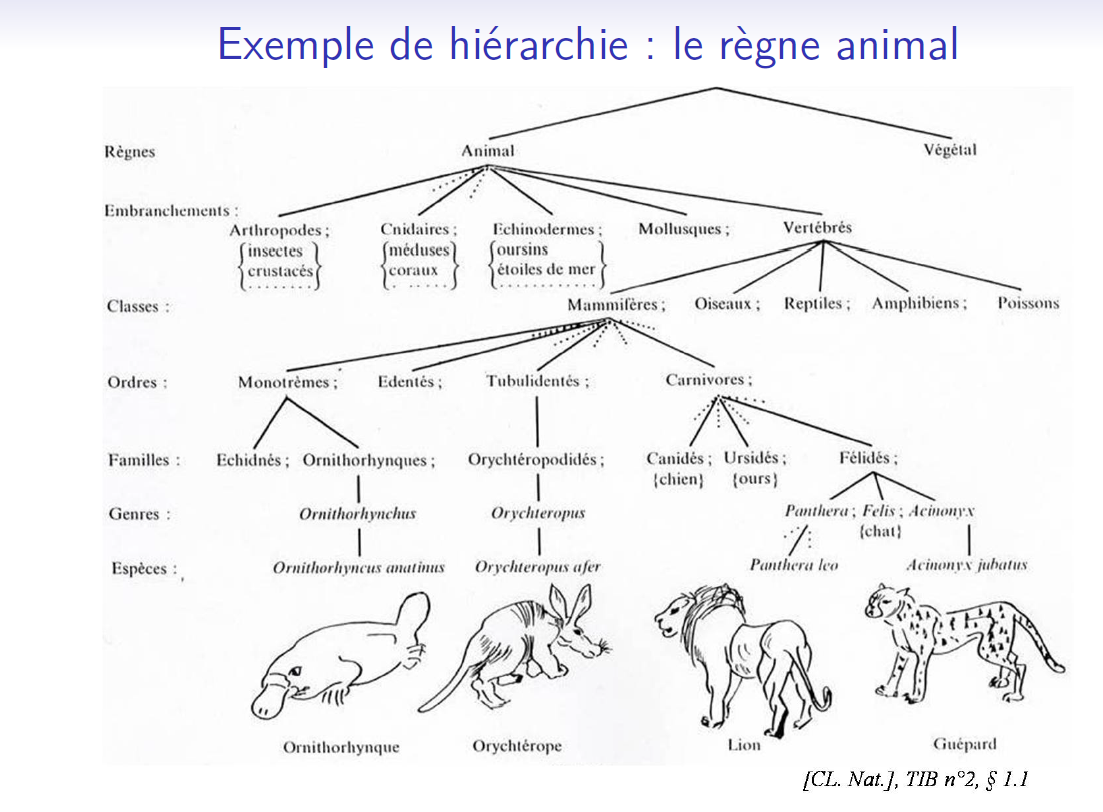 Exemple de hiérarchie : le règne animal
Règnes Animal Végétal
Embranchements :
Arthropodes ; Cnidaires ; Echinodermes ; Mollusques ; Vertébrés
{insectes} {méduses} {oursins}
{crustacés} {coraux} {étoiles de mer}
Classes : Mammifères ; Oiseaux ; Reptiles ; Amphibiens ; Poissons
Ordres : Monotrèmes ; Edentés ; Tubulidentés ; Carnivores ;
Familles : Echidnés ; Ornithorhynques ; Orychtéropodidés ; Canidés ; Ursidés ; Félidés ;
{chien} {ours}
Genres : Ornithorhynchus Orychteropus Panthera ; Felis ; Acinonyx
{chat}
Espèces : Ornithorhyncus anatinus Orychteropus afer Panthera leo Acinonyx jubatus
Ornithorhynque Orychtérope Lion Guépard
[CL. Nat.], TIB n°2, § 1.1